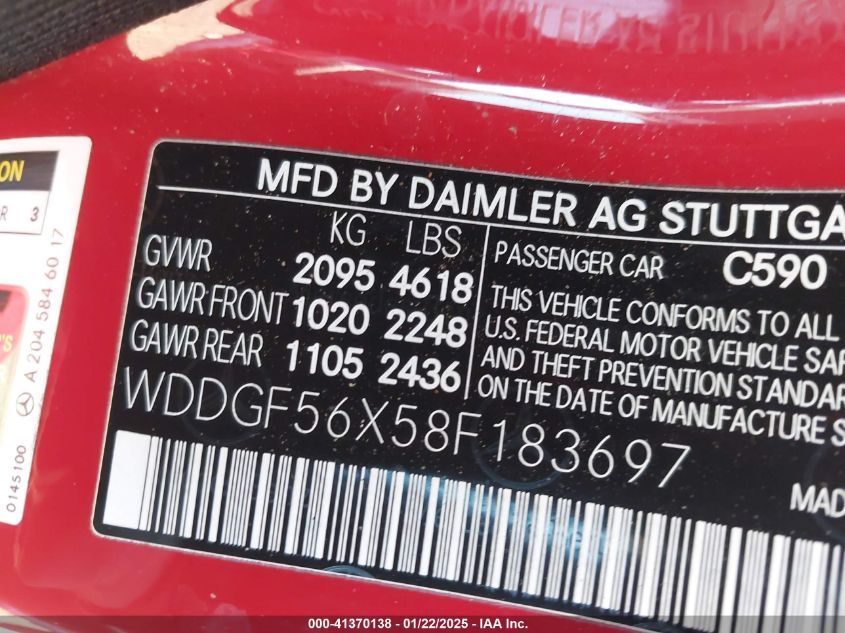 MFD BY DAIMLER AG STUTTGA
KG LBS
GVWR 2095 4618
GAWR FRONT 1020 2248
GAWR REAR 1105 2436
PASSENGER CAR C590
THIS VEHICLE CONFORMS TO ALL
U.S. FEDERAL MOTOR VEHICLE SAF
AND THEFT PREVENTION STANDAR
ON THE DATE OF MANUFACTURE S
WDDGF56X58F183697
MAD
ON
R 3
'S
A 204 584 60 17
0145100
000-41370138 - 01/22/2025 - IAA Inc.